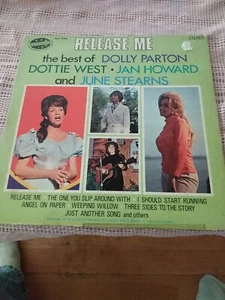 RELEASE ME
STEREO
the best of DOLLY PARTON
DOTTIE WEST • JAN HOWARD
and JUNE STEARNS
RELEASE ME THE ONE YOU SLIP AROUND WITH I SHOULD START RUNNING
ANGEL ON PAPER WEEPING WILLOW THREE SIDES TO THE STORY
JUST ANOTHER SONG and others